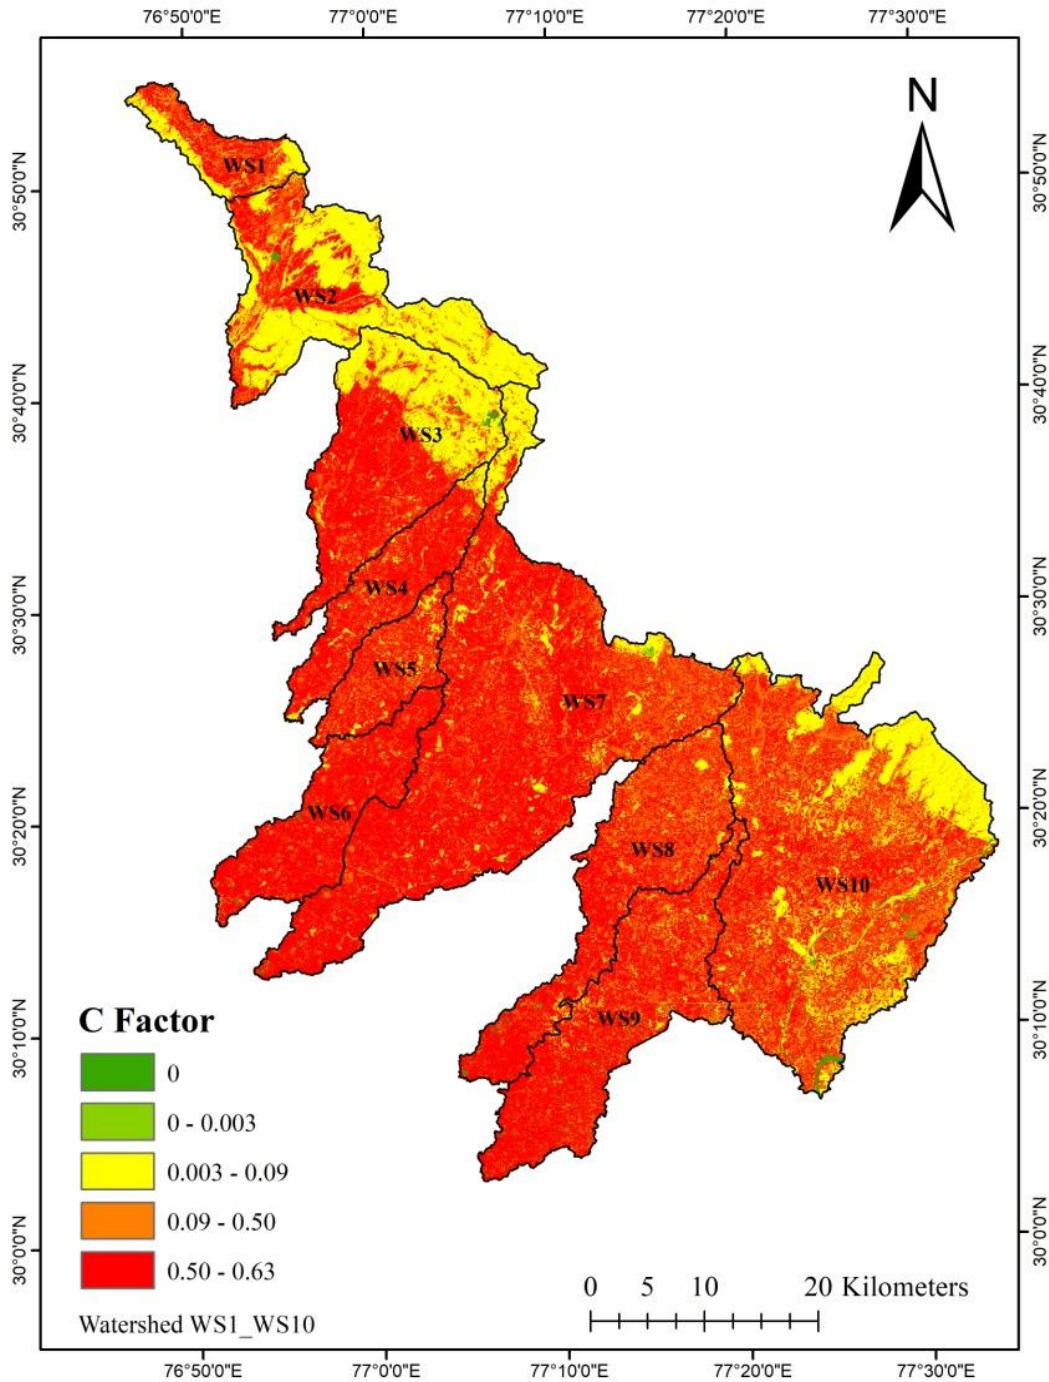 76°50'0"E 77°0'0"E 77°10'0"E 77°20'0"E 77°30'0"E
N
30°50'0"N 30°50'0"N
WS1
WS2
30°40'0"N 30°40'0"N
WS3
30°30'0"N 30°30'0"N
WS4
WS5
WS7
30°20'0"N 30°20'0"N
WS6
WS8
WS10
30°10'0"N 30°10'0"N
WS9
C Factor
0
0 - 0.003
0.003 - 0.09
0.09 - 0.50
0.50 - 0.63
30°0'0"N 30°0'0"N
0 5 10 20 Kilometers
Watershed WS1_WS10
76°50'0"E 77°0'0"E 77°10'0"E 77°20'0"E 77°30'0"E